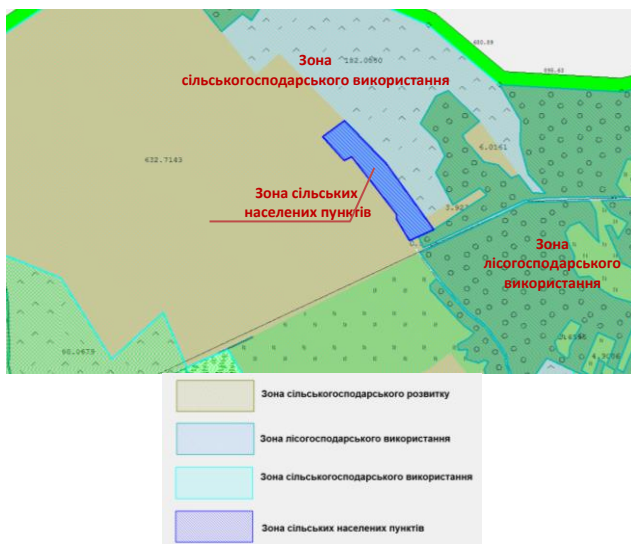 Зона
сільськогосподарського використання
182.0550
4.0161
632.7143
Зона сільських
населених пунктів
Зона
лісогосподарського
використання
Зона сільськогосподарського розвитку
Зона лісогосподарського використання
Зона сільськогосподарського використання
Зона сільських населених пунктів